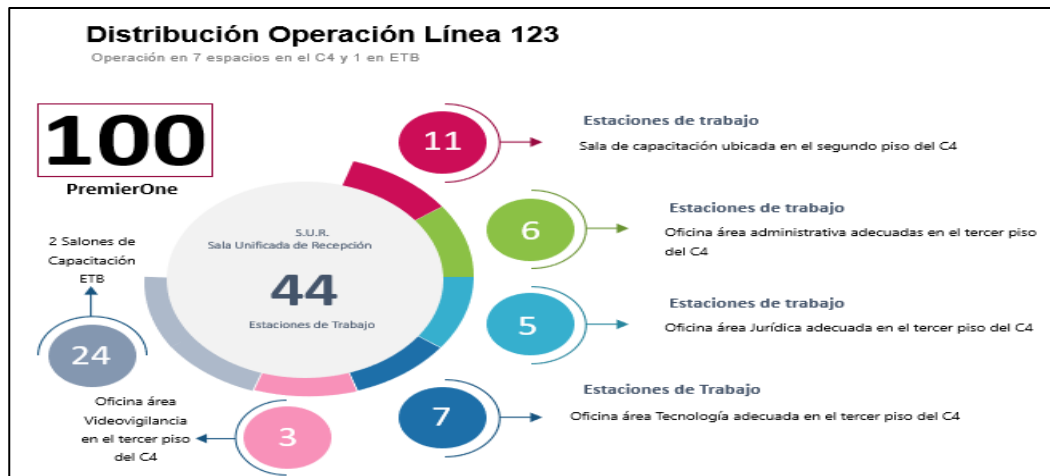 Distribución Operación Línea 123
Operación en 7 espacios en el C4 y 1 en ETB
100
PremierOne
11
Estaciones de trabajo
Sala de capacitación ubicada en el segundo piso del C4
6
Estaciones de trabajo
Oficina área administrativa adecuadas en el tercer piso
del C4
5
Estaciones de trabajo
Oficina área Jurídica adecuada en el tercer piso del C4
7
Estaciones de Trabajo
Oficina área Tecnología adecuada en el tercer piso del C4
S.U.R.
Sala Unificada de Recepción
44
Estaciones de Trabajo
2 Salones de
Capacitación
ETB
24
Oficina área
Videovigilancia
en el tercer piso
del C4
3